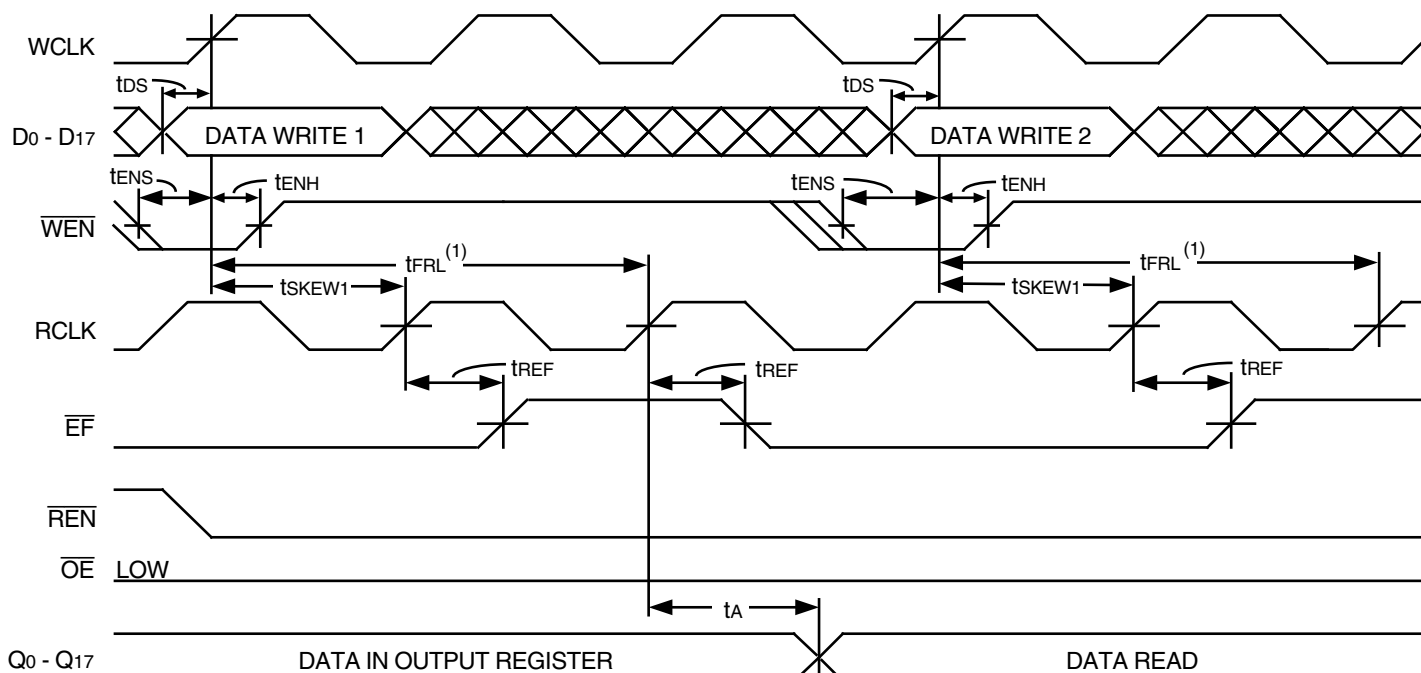 WCLK
tDS tDS
D0 - D17 DATA WRITE 1 DATA WRITE 2
tENS tENH tENS tENH
WEN
tFRL(1) tFRL(1)
tSKEW1 tSKEW1
RCLK
tREF tREF tREF
EF
REN
OE LOW
tA
Q0 - Q17 DATA IN OUTPUT REGISTER DATA READ